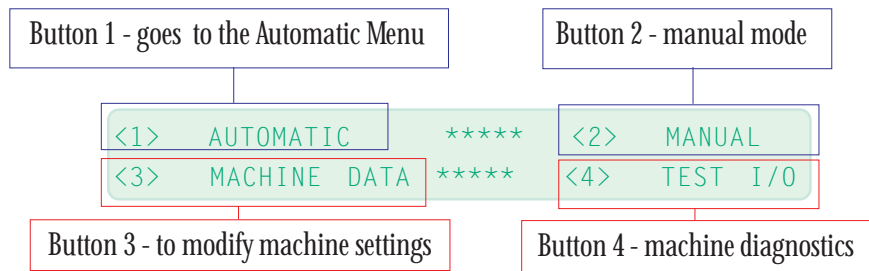 Button 1 - goes to the Automatic Menu
Button 2 - manual mode
<1> AUTOMATIC ***** <2> MANUAL
<3> MACHINE DATA ***** <4> TEST I/O
Button 3 - to modify machine settings
Button 4 - machine diagnostics